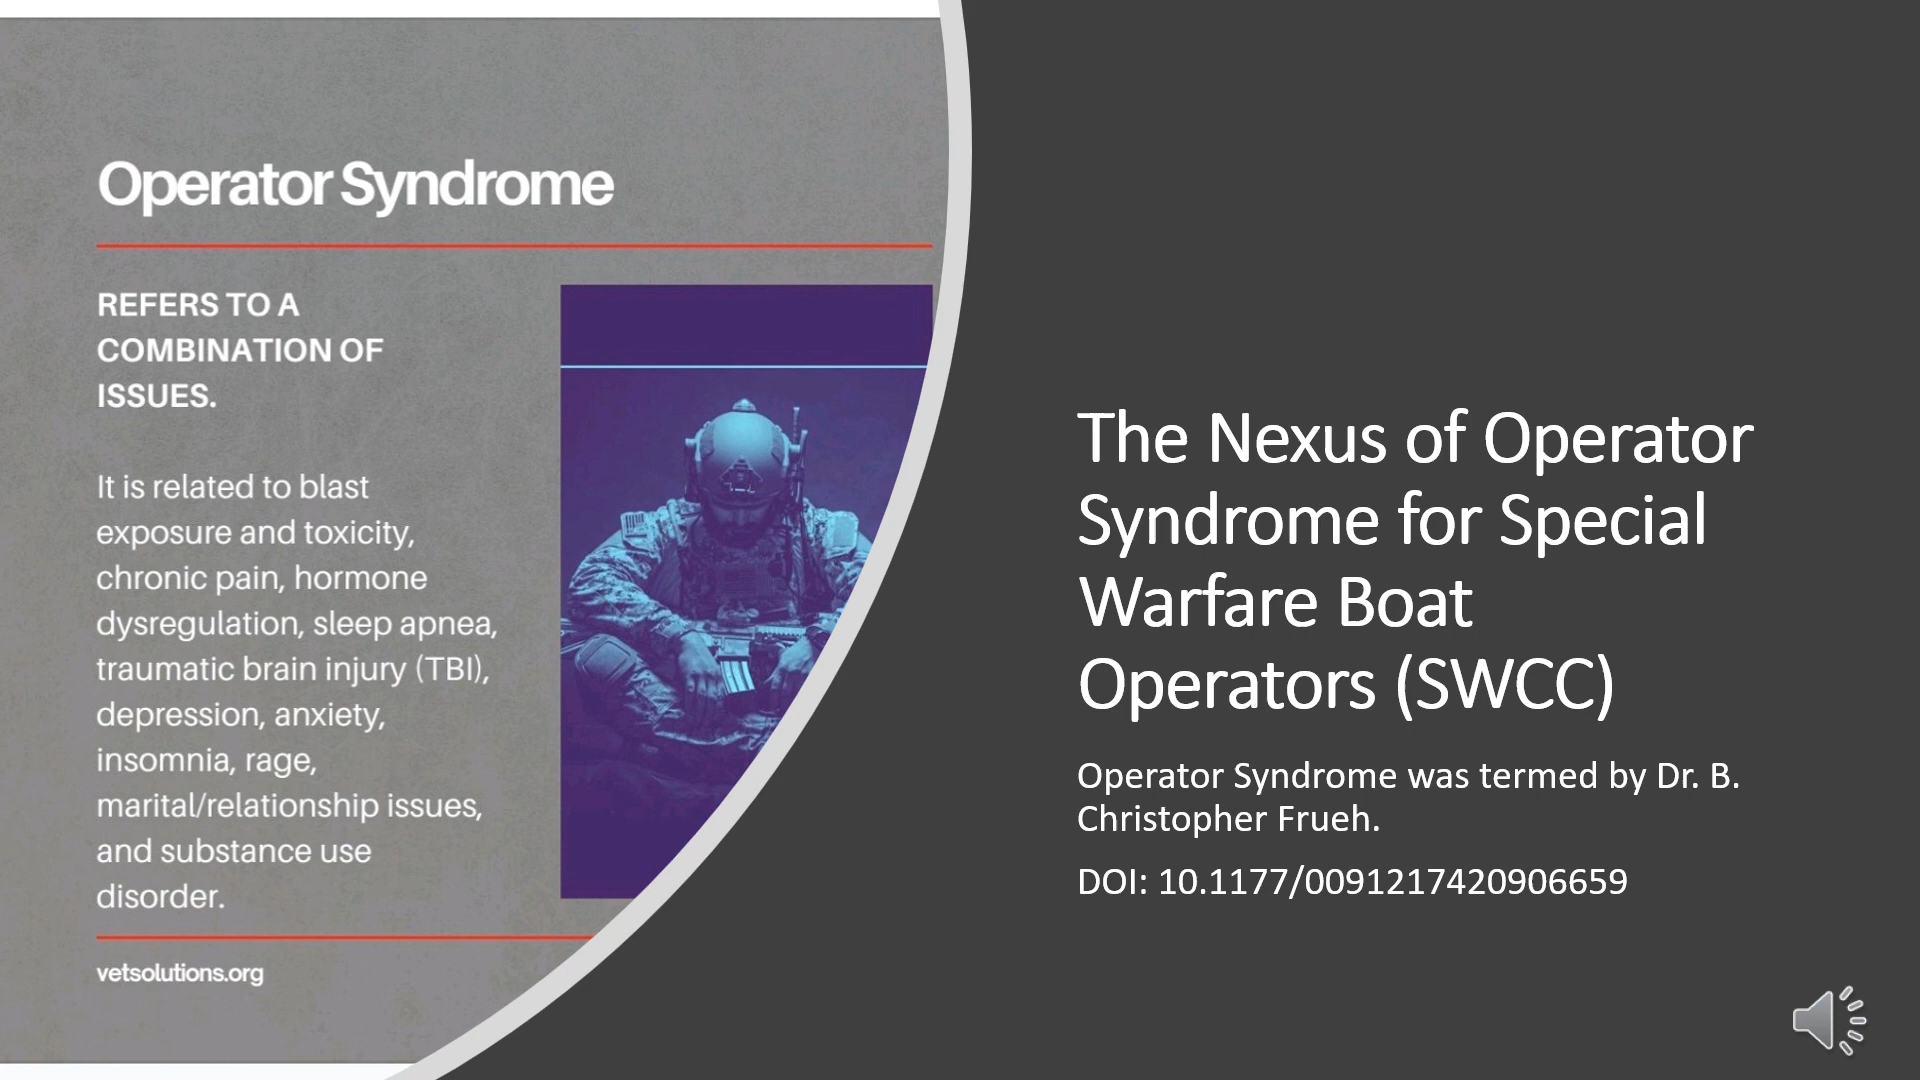 Operator Syndrome
REFERS TO A
COMBINATION OF
ISSUES.
It is related to blast
exposure and toxicity,
chronic pain, hormone
dysregulation, sleep apnea,
traumatic brain injury (TBI),
depression, anxiety,
insomnia, rage,
marital/relationship issues,
and substance use
disorder.
vetsolutions.org
The Nexus of Operator
Syndrome for Special
Warfare Boat
Operators (SWCC)
Operator Syndrome was termed by Dr. B.
Christopher Frueh.
DOI: 10.1177/0091217420906659